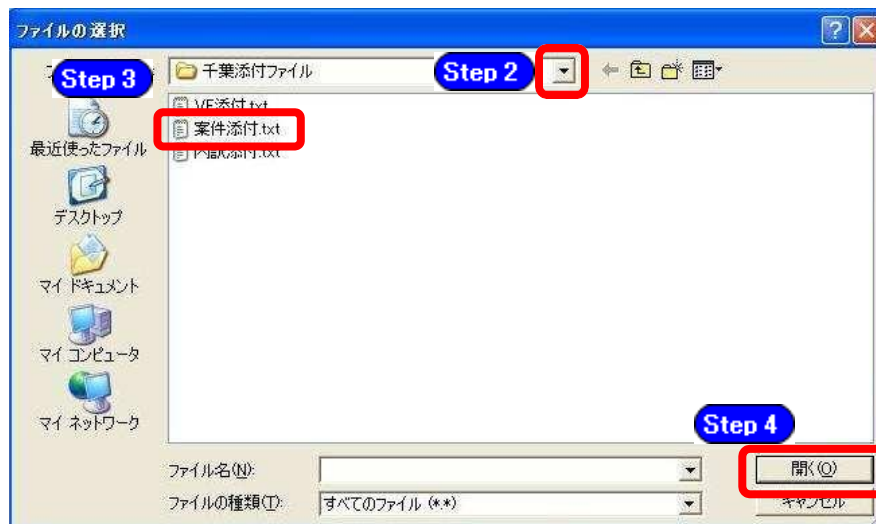 ファイルの選択
Step 3
千葉添付ファイル
Step 2
VE添付.txt
案件添付.txt
内訳添付.txt
最近使ったファイル
デスクトップ
マイ ドキュメント
マイ コンピュータ
マイ ネットワーク
Step 4
ファイル名(N):
開く(O)
ファイルの種類(T):
すべてのファイル (*.*)
キャンセル